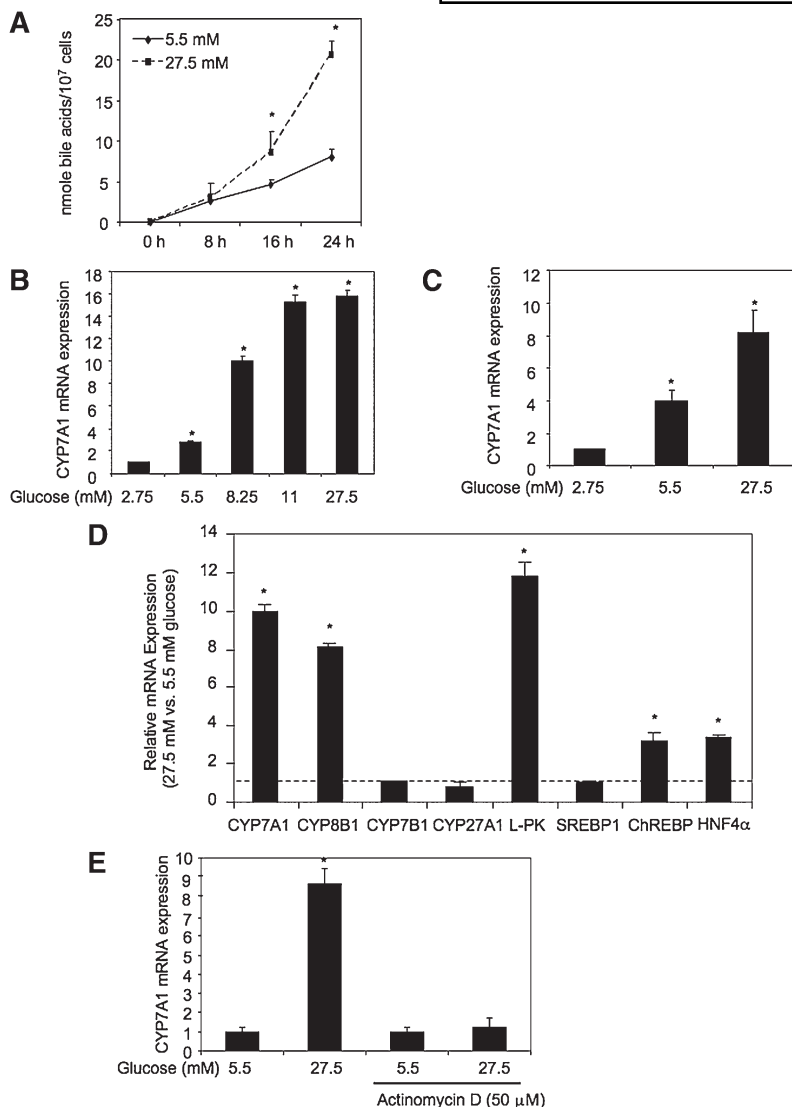 A
nmole bile acids/10⁷ cells
25
20
15
10
5
0
5.5 mM
27.5 mM
*
*
0 h 8 h 16 h 24 h
B
CYP7A1 mRNA expression
18
16
14
12
10
8
6
4
2
0
* * * *
Glucose (mM) 2.75 5.5 8.25 11 27.5
C
CYP7A1 mRNA expression
12
10
8
6
4
2
0
* *
Glucose (mM) 2.75 5.5 27.5
D
Relative mRNA Expression
(27.5 mM vs. 5.5 mM glucose)
14
12
10
8
6
4
2
0
* * * * *
CYP7A1 CYP8B1 CYP7B1 CYP27A1 L-PK SREBP1 ChREBP HNF4α
E
CYP7A1 mRNA expression
10
9
8
7
6
5
4
3
2
1
0
*
Glucose (mM) 5.5 27.5 5.5 27.5
Actinomycin D (50 μM)